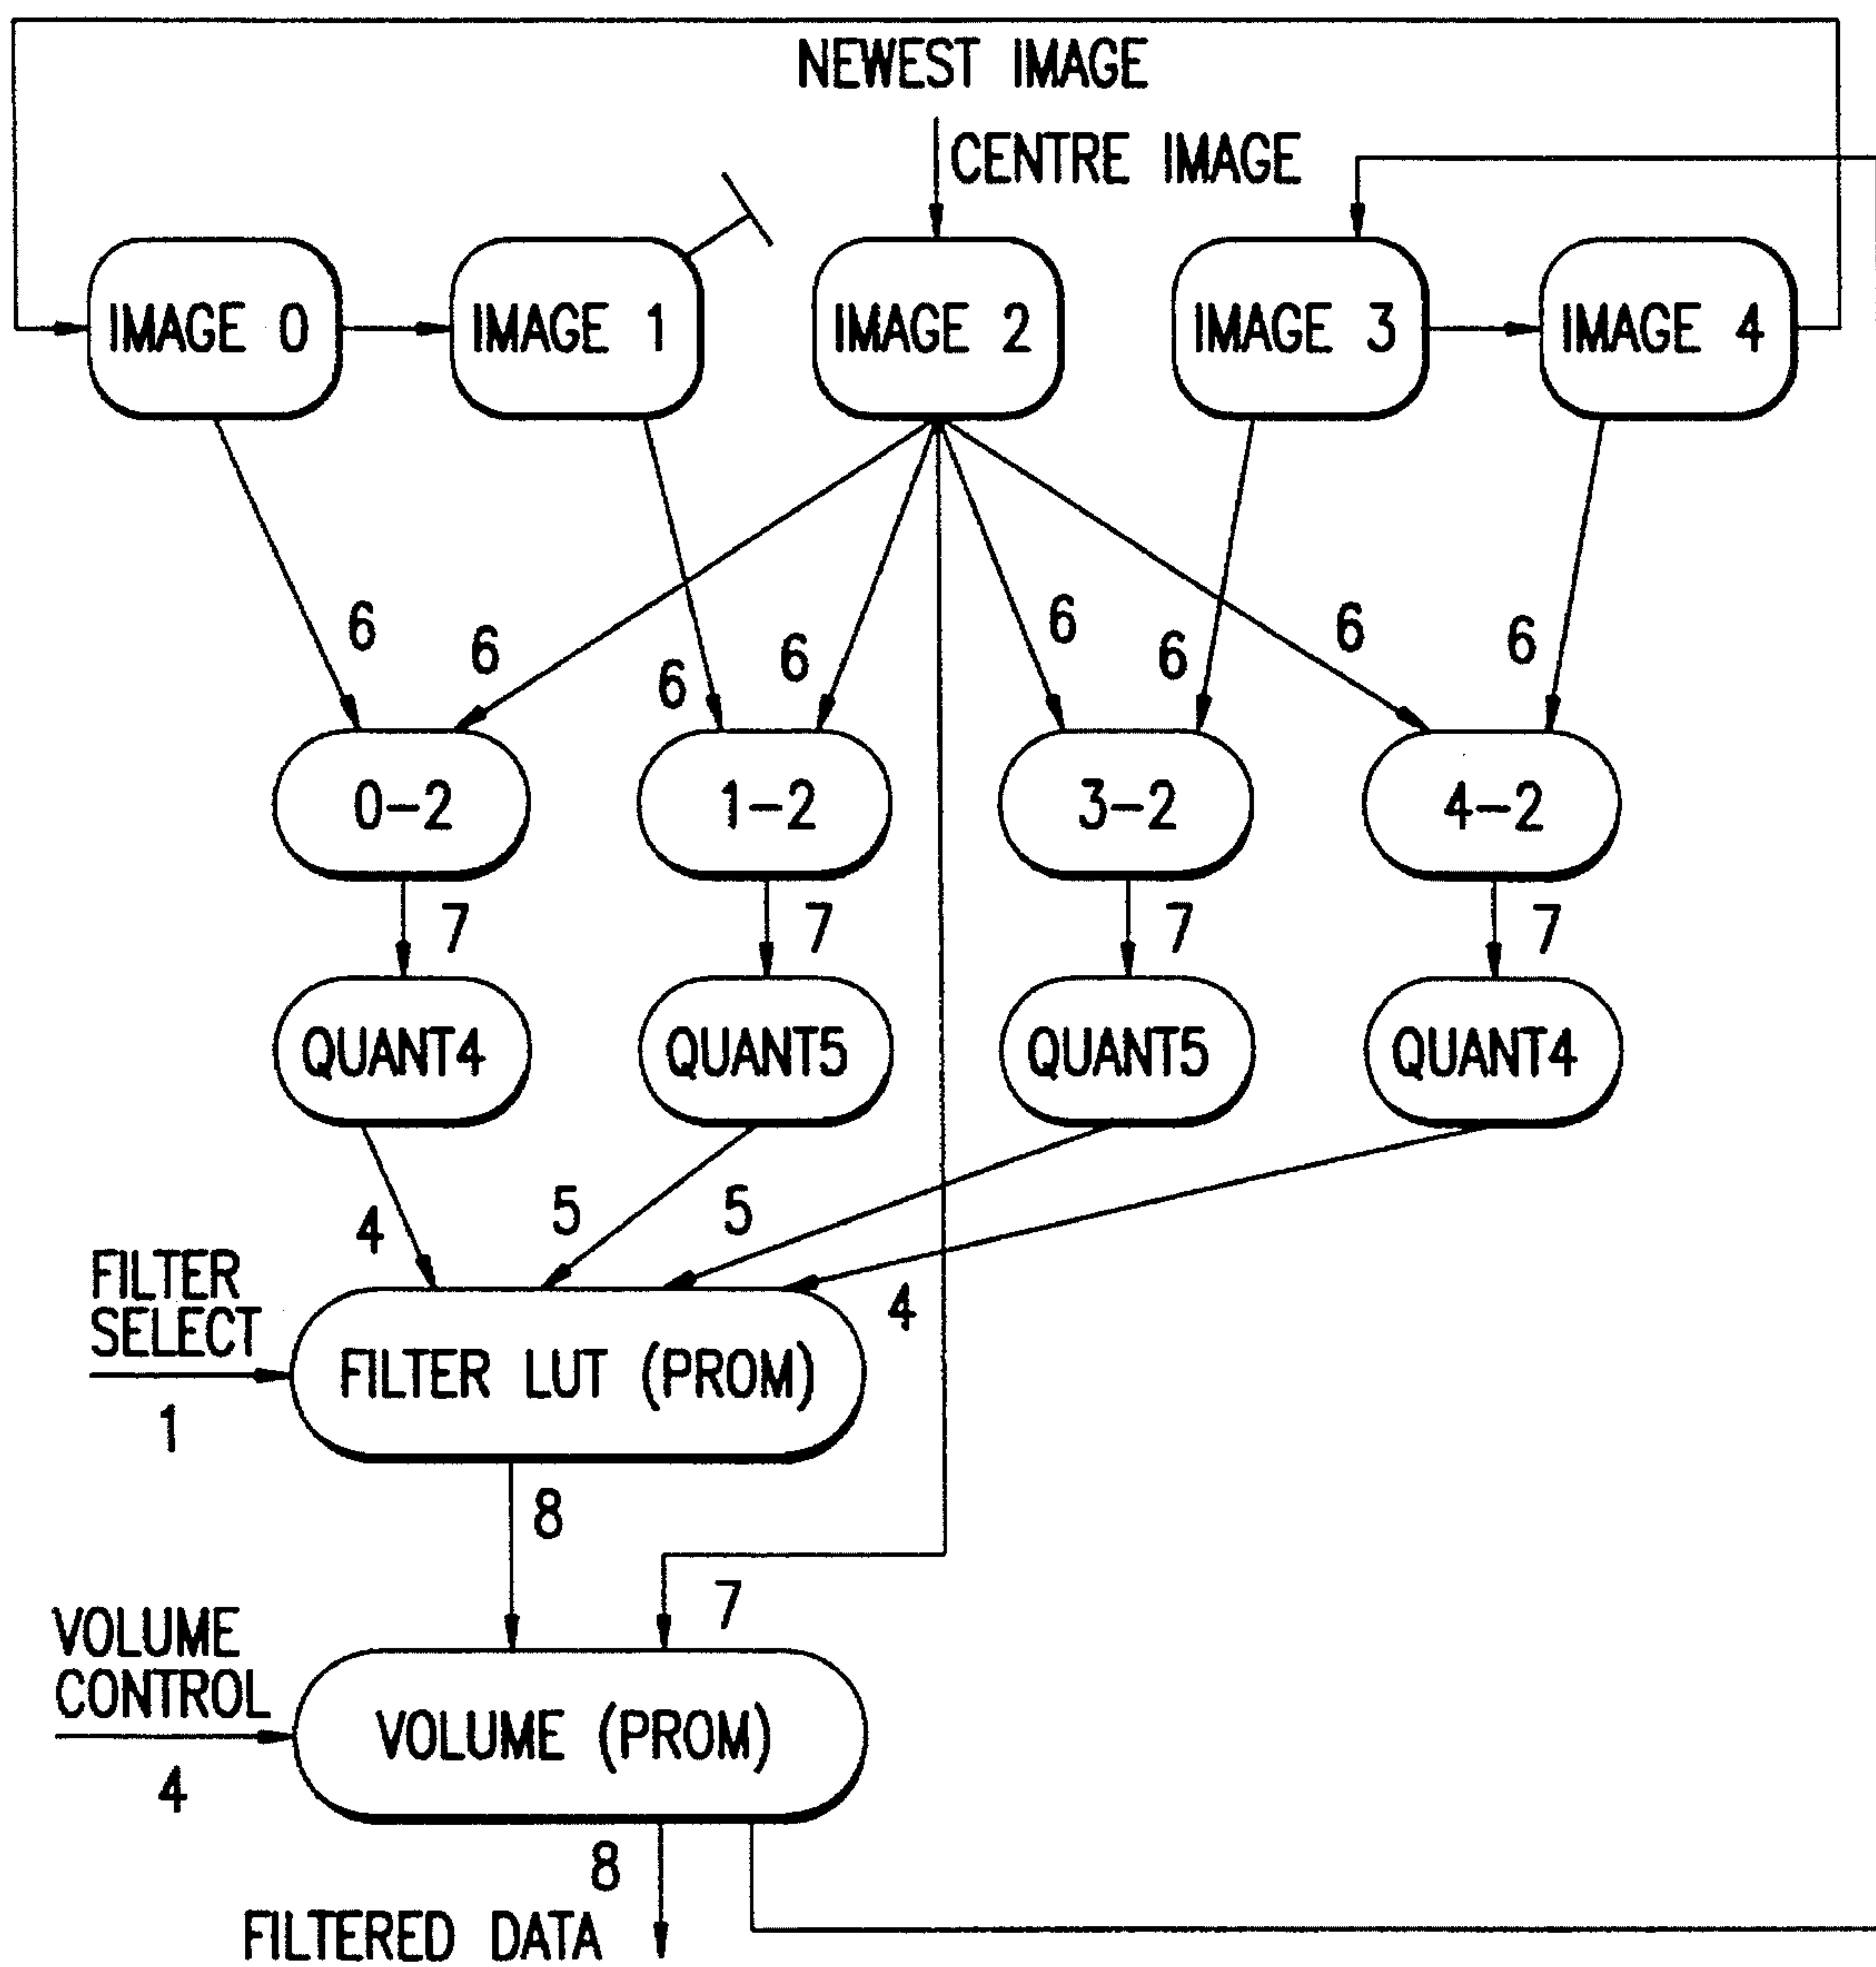 NEWEST IMAGE
CENTRE IMAGE
IMAGE 0
IMAGE 1
IMAGE 2
IMAGE 3
IMAGE 4
6
6
6
6
6
6
6
6
0-2
1-2
3-2
4-2
7
7
7
7
QUANT4
QUANT5
QUANT5
QUANT4
4
5
5
4
FILTER
SELECT
1
FILTER LUT (PROM)
8
7
VOLUME
CONTROL
4
VOLUME (PROM)
8
FILTERED DATA